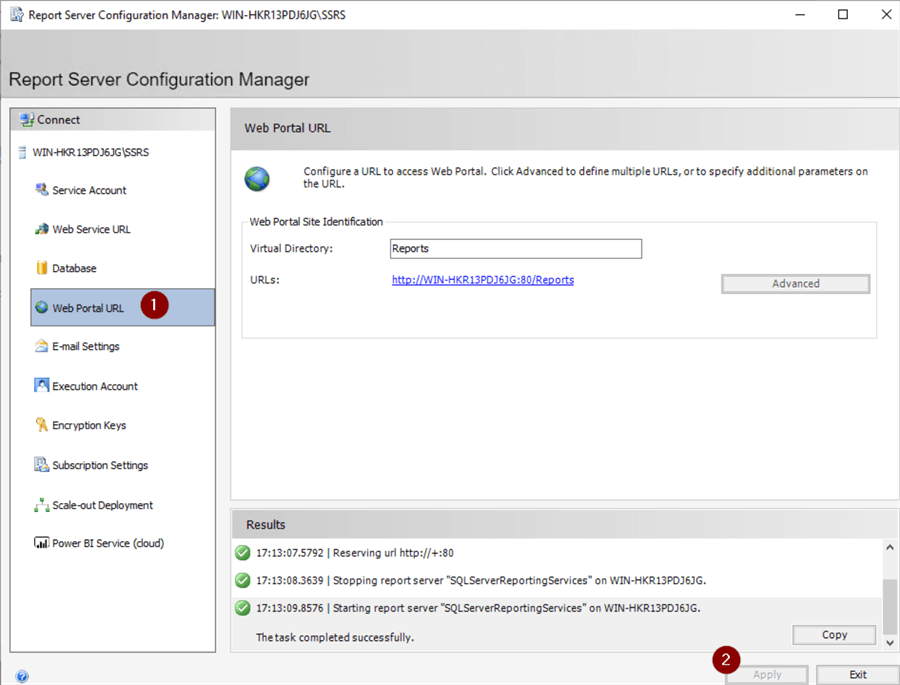 Report Server Configuration Manager: WIN-HKR13PDJ6JG\SSRS
Report Server Configuration Manager
Connect
WIN-HKR13PDJ6JG\SSRS
Service Account
Web Service URL
Database
Web Portal URL
1
E-mail Settings
Execution Account
Encryption Keys
Subscription Settings
Scale-out Deployment
Power BI Service (cloud)
Web Portal URL
Configure a URL to access Web Portal. Click Advanced to define multiple URLs, or to specify additional parameters on
the URL.
Web Portal Site Identification
Virtual Directory:
Reports
URLs:
http://WIN-HKR13PDJ6JG:80/Reports
Advanced
Results
17:13:07.5792 | Reserving url http://+:80
17:13:08.3639 | Stopping report server "SQLServerReportingServices" on WIN-HKR13PDJ6JG.
17:13:09.8576 | Starting report server "SQLServerReportingServices" on WIN-HKR13PDJ6JG.
The task completed successfully.
Copy
2
Apply
Exit